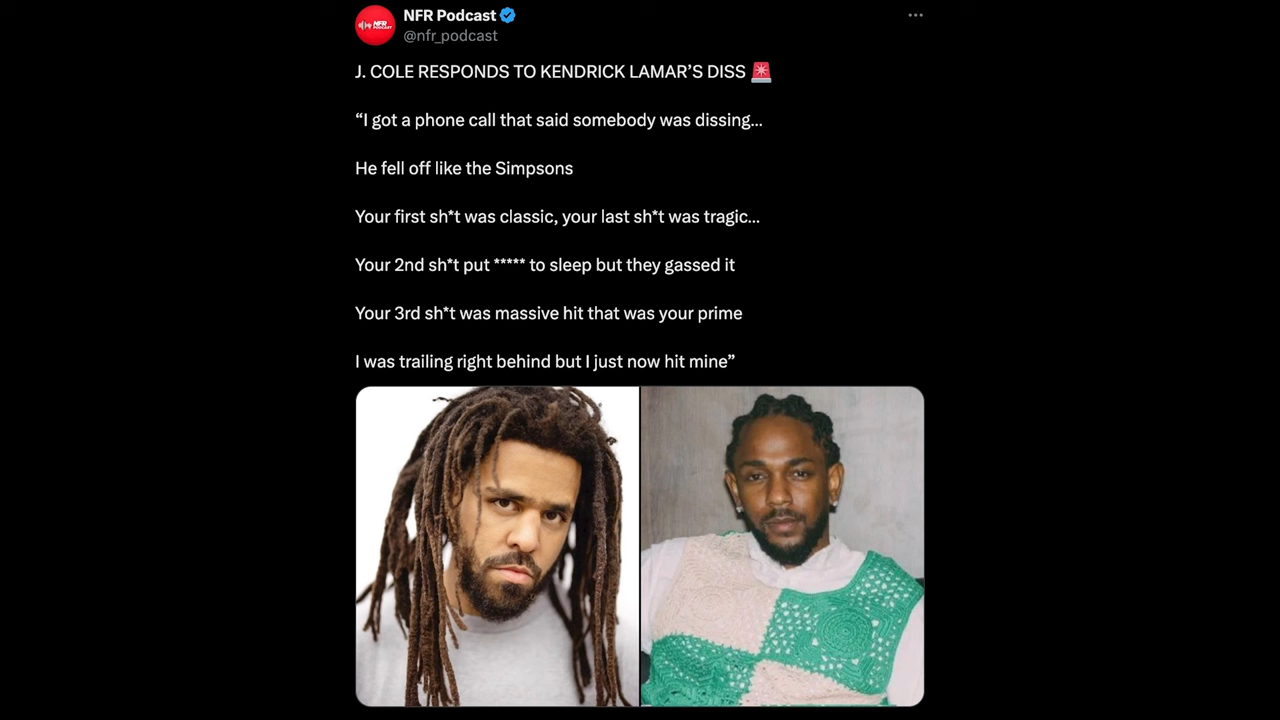 NFR Podcast
@nfr_podcast
NFR
PODCAST
J. COLE RESPONDS TO KENDRICK LAMAR’S DISS 🚨
“I got a phone call that said somebody was dissing...
He fell off like the Simpsons
Your first sh*t was classic, your last sh*t was tragic...
Your 2nd sh*t put ***** to sleep but they gassed it
Your 3rd sh*t was massive hit that was your prime
I was trailing right behind but I just now hit mine”